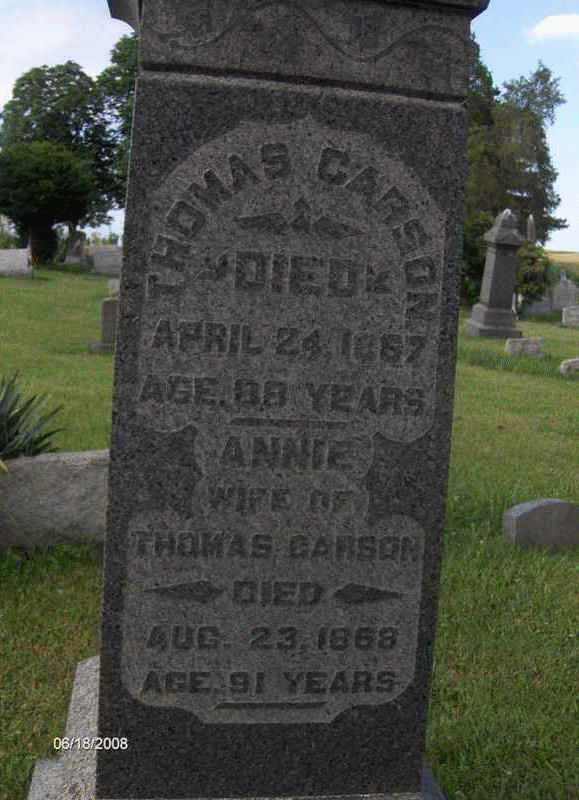 THOMAS CARSON
DIED
APRIL 24, 1867
AGE. 88 YEARS
ANNIE
WIFE OF
THOMAS CARSON
DIED
AUG. 23, 1868
AGE. 91 YEARS
06/18/2008